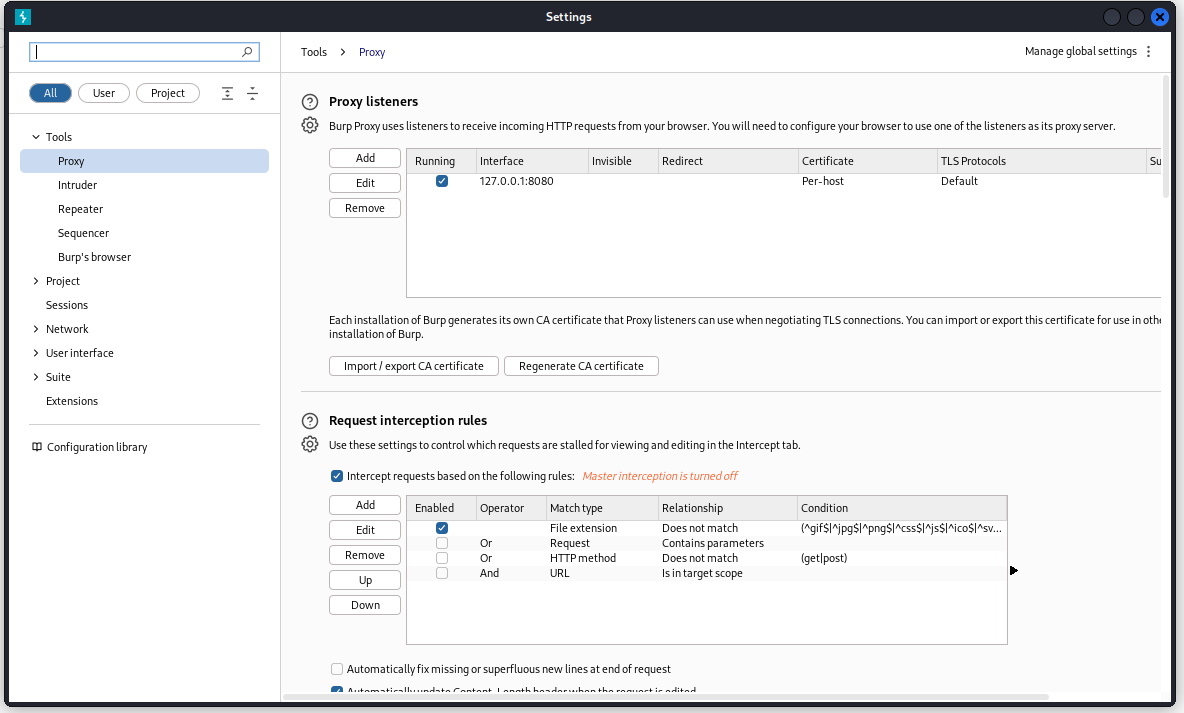 Settings
Tools > Proxy
Manage global settings
All User Project
Tools
Proxy
Intruder
Repeater
Sequencer
Burp's browser
Project
Sessions
Network
User interface
Suite
Extensions
Configuration library
Proxy listeners
Burp Proxy uses listeners to receive incoming HTTP requests from your browser. You will need to configure your browser to use one of the listeners as its proxy server.
Add
Edit
Remove
Running Interface Invisible Redirect Certificate TLS Protocols Su
127.0.0.1:8080 Per-host Default
Each installation of Burp generates its own CA certificate that Proxy listeners can use when negotiating TLS connections. You can import or export this certificate for use in othe
installation of Burp.
Import / export CA certificate Regenerate CA certificate
Request interception rules
Use these settings to control which requests are stalled for viewing and editing in the Intercept tab.
Intercept requests based on the following rules: Master interception is turned off
Add
Edit
Remove
Up
Down
Enabled Operator Match type Relationship Condition
File extension Does not match (^gif$|^jpg$|^png$|^css$|^js$|^ico$|^sv...
Or Request Contains parameters
Or HTTP method Does not match (get|post)
And URL Is in target scope
Automatically fix missing or superfluous new lines at end of request
Automatically update Content-Length header when the request is edited